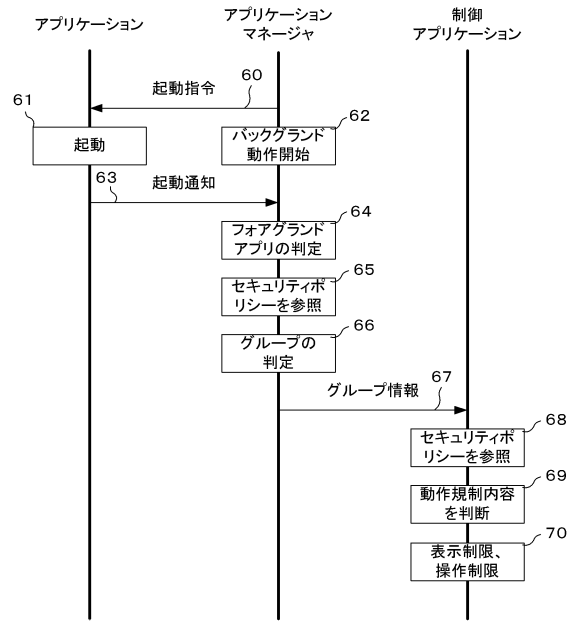 アプリケーション
アプリケーション
マネージャ
制御
アプリケーション
起動指令
60
61
起動
62
バックグランド
動作開始
63
起動通知
64
フォアグランド
アプリの判定
65
セキュリティポ
リシーを参照
66
グループの
判定
グループ情報
67
68
セキュリティポ
リシーを参照
69
動作規制内容
を判断
70
表示制限、
操作制限